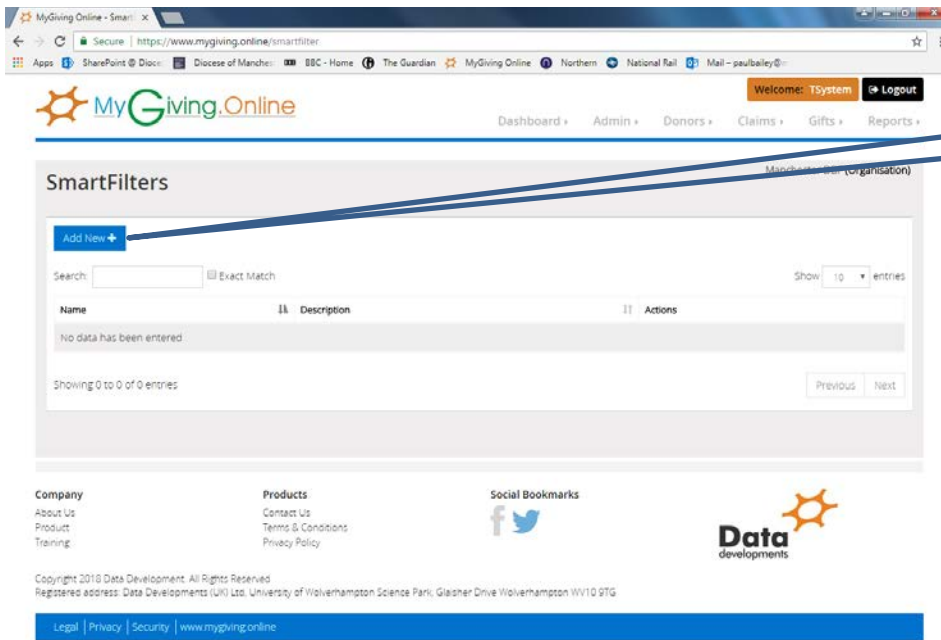 MyGiving Online - Smart
Secure | https://www.mygiving.online/smartfilter
Apps SharePoint @ Dioce Diocese of Manches BBC BBC - Home The Guardian MyGiving Online Northern National Rail Mail – paulbailey@
Welcome: TSystem Logout
MyGiving.Online
Dashboard Admin Donors Claims Gifts Reports
SmartFilters
(Organisation)
Add New +
Search: Exact Match Show 10 entries
Name Description Actions
No data has been entered
Showing 0 to 0 of 0 entries
Previous Next
Company Products Social Bookmarks
About Us Contact Us
Product Terms & Conditions
Training Privacy Policy
Data
developments
Copyright 2018 Data Development. All Rights Reserved
Registered address: Data Developments (UK) Ltd, University of Wolverhampton Science Park, Glaisher Drive Wolverhampton WV10 9TG
Legal | Privacy | Security | www.mygiving.online